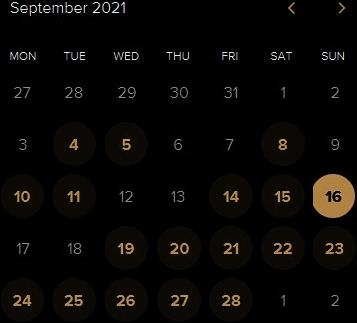 September 2021
MON TUE WED THU FRI SAT SUN
27 28 29 30 31 1 2
3 4 5 6 7 8 9
10 11 12 13 14 15 16
17 18 19 20 21 22 23
24 25 26 27 28 1 2